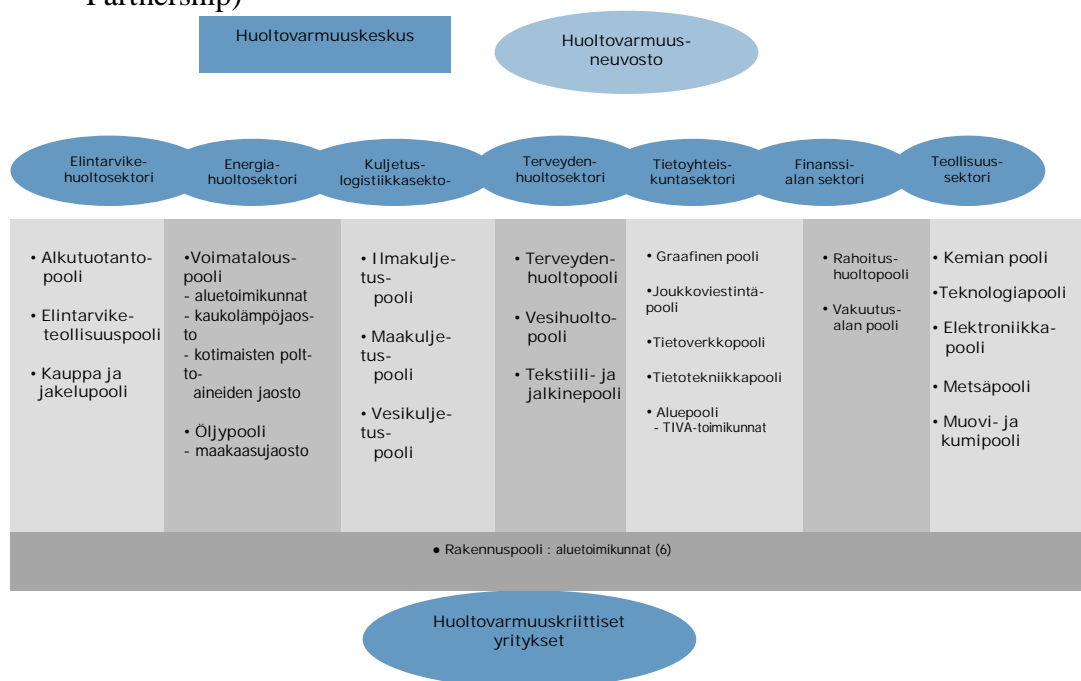 Partnership)
Huoltovarmuuskeskus
Huoltovarmuus-
neuvosto
Elintarvike-
huoltosektori
Energia-
huoltosektori
Kuljetus-
logistiikkasekto-
Terveyden-
huoltosektori
Tietoyhteis-
kuntasektori
Finanssi-
alan sektori
Teollisuus-
sektori
• Alkutuotanto-
pooli
• Elintarvike-
teollisuuspooli
• Kauppa ja
jakelupooli
•Voimatalous-
pooli
- aluetoimikunnat
- kaukolämpöjaos-
to
- kotimaisten polt-
to-
aineiden jaosto
• Öljypooli
- maakaasujaosto
• Ilmakulje-
tus-
pooli
• Maakulje-
tus-
pooli
• Vesikulje-
tus-
pooli
• Terveyden-
huoltopooli
• Vesihuolto-
pooli
• Tekstiili- ja
jalkinepooli
• Graafinen pooli
•Joukkoviestintä-
pooli
•Tietoverkkopooli
•Tietotekniikkapooli
• Aluepooli
- TIVA-toimikunnat
• Rahoitus-
huoltopooli
• Vakuutus-
alan pooli
• Kemian pooli
•Teknologiapooli
• Elektroniikka-
pooli
• Metsäpooli
• Muovi- ja
kumipooli
• Rakennuspooli : aluetoimikunnat (6)
Huoltovarmuuskriittiset
yritykset